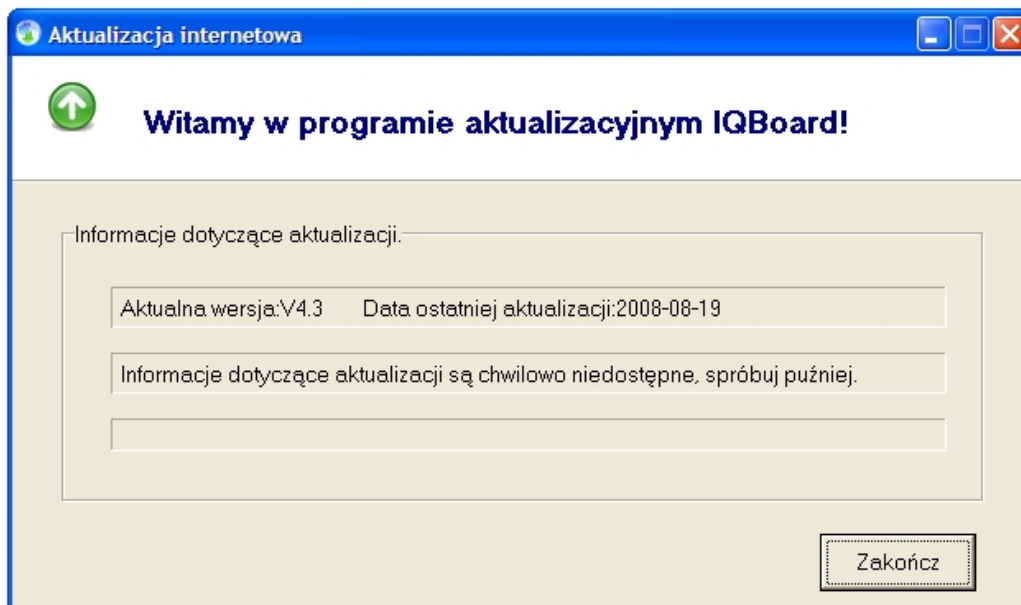 Aktualizacja internetowa
Witamy w programie aktualizacyjnym IQBoard!
Informacje dotyczące aktualizacji.
Aktualna wersja:V4.3 Data ostatniej aktualizacji:2008-08-19
Informacje dotyczące aktualizacji są chwilowo niedostępne, spróbuj puźniej.
Zakończ